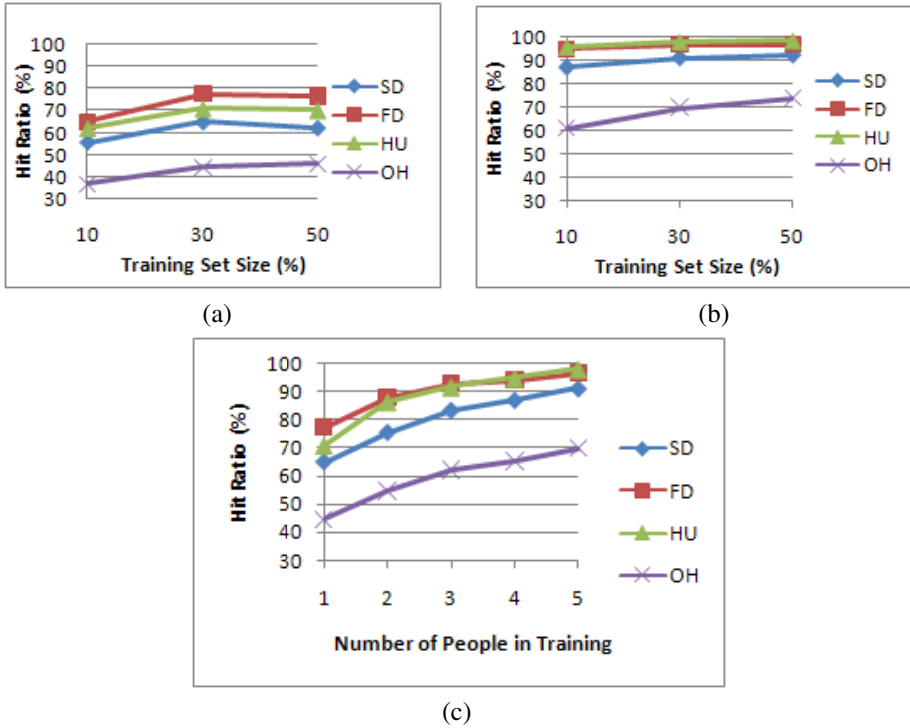 100
90
80
70
60
50
40
30
Hit Ratio (%)
10 30 50
Training Set Size (%)
SD
FD
HU
OH
(a)
100
90
80
70
60
50
40
30
Hit Ratio (%)
10 30 50
Training Set Size (%)
SD
FD
HU
OH
(b)
100
90
80
70
60
50
40
30
Hit Ratio (%)
1 2 3 4 5
Number of People in Training
SD
FD
HU
OH
(c)